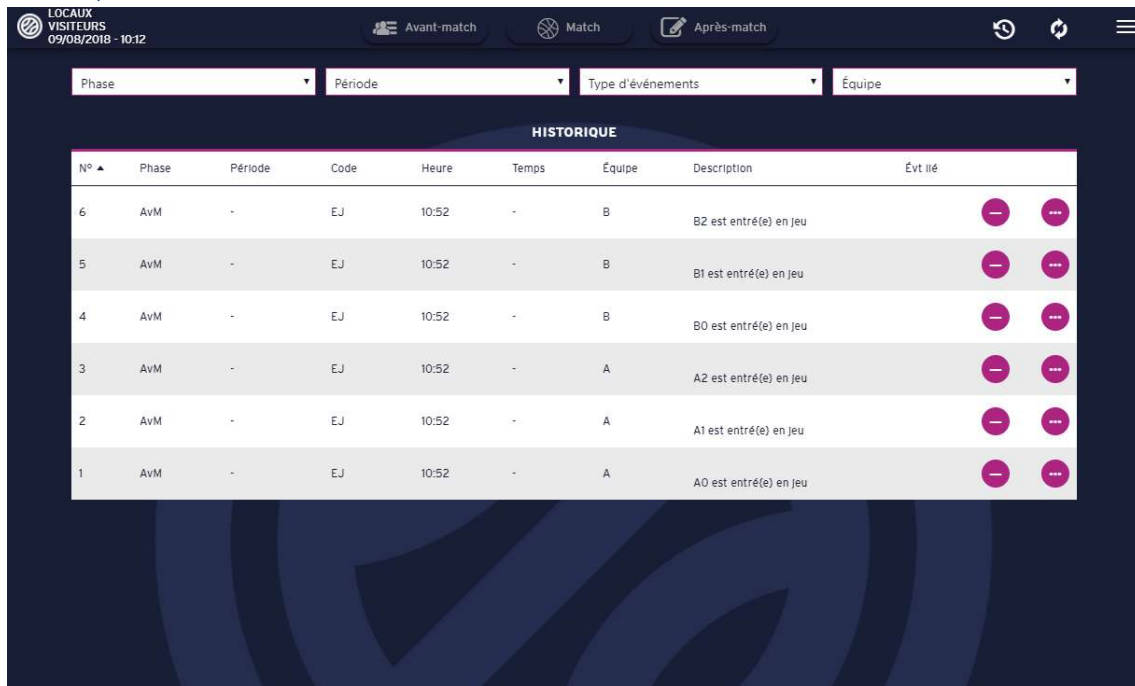 LOCAUX
VISITEURS
09/08/2018 - 10:12
Avant-match Match Après-match
Phase Période Type d'événements Équipe
HISTORIQUE
N° Phase Période Code Heure Temps Équipe Description Évt lié
6 AvM - EJ 10:52 - B B2 est entré(e) en jeu
5 AvM - EJ 10:52 - B B1 est entré(e) en jeu
4 AvM - EJ 10:52 - B B0 est entré(e) en jeu
3 AvM - EJ 10:52 - A A2 est entré(e) en jeu
2 AvM - EJ 10:52 - A A1 est entré(e) en jeu
1 AvM - EJ 10:52 - A A0 est entré(e) en jeu